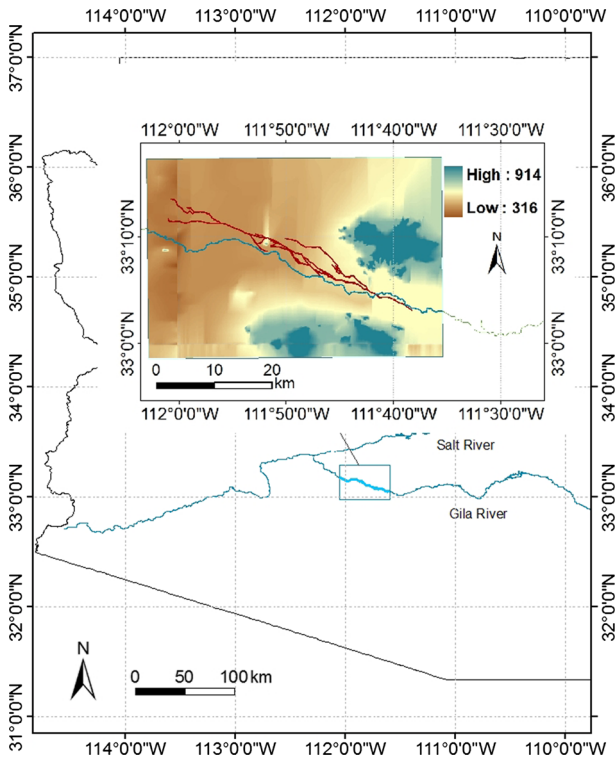 114°0'0"W 113°0'0"W 112°0'0"W 111°0'0"W 110°0'0"W
37°0'0"N
36°0'0"N
35°0'0"N
34°0'0"N
33°0'0"N
32°0'0"N
31°0'0"N
112°0'0"W 111°50'0"W 111°40'0"W 111°30'0"W
33°10'0"N
33°0'0"N
High : 914
Low : 316
N
33°10'0"N
33°0'0"N
0 10 20
km
112°0'0"W 111°50'0"W 111°40'0"W 111°30'0"W
Salt River
Gila River
N
0 50 100 km
37°0'0"N
36°0'0"N
35°0'0"N
34°0'0"N
33°0'0"N
32°0'0"N
31°0'0"N
114°0'0"W 113°0'0"W 112°0'0"W 111°0'0"W 110°0'0"W